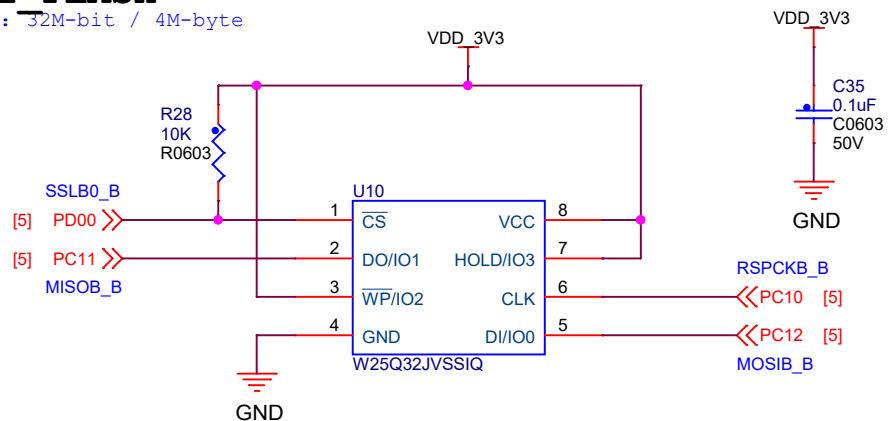 : 32M-bit / 4M-byte
VDD_3V3
VDD_3V3
C35
0.1uF
C0603
50V
GND
R28
10K
R0603
SSLB0_B
[5] PD00
[5] PC11
MISOB_B
U10
1 CS VCC 8
2 DO/IO1 HOLD/IO3 7
3 WP/IO2 CLK 6
4 GND DI/IO0 5
W25Q32JVSSIQ
RSPCKB_B
PC10 [5]
PC12 [5]
MOSIB_B
GND